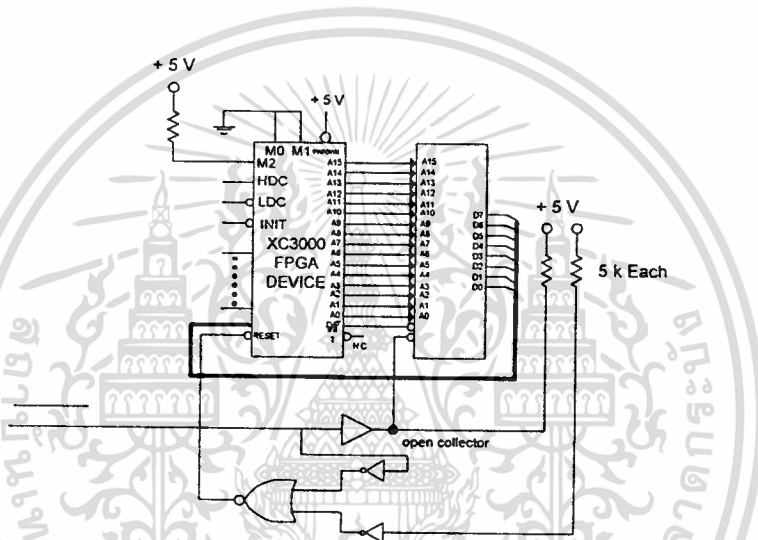 + 5 V
+ 5 V
M0 M1
M2
HDC
LDC
INIT
XC3000
FPGA
DEVICE
RESET
A15
A14
A13
A12
A11
A10
A9
A8
A7
A6
A5
A4
A3
A2
A1
A0
NC
A15
A14
A13
A12
A11
A10
A9
A8
A7
A6
A5
A4
A3
A2
A1
A0
D7
D6
D5
D4
D3
D2
D1
D0
+ 5 V
5 k Each
open collector